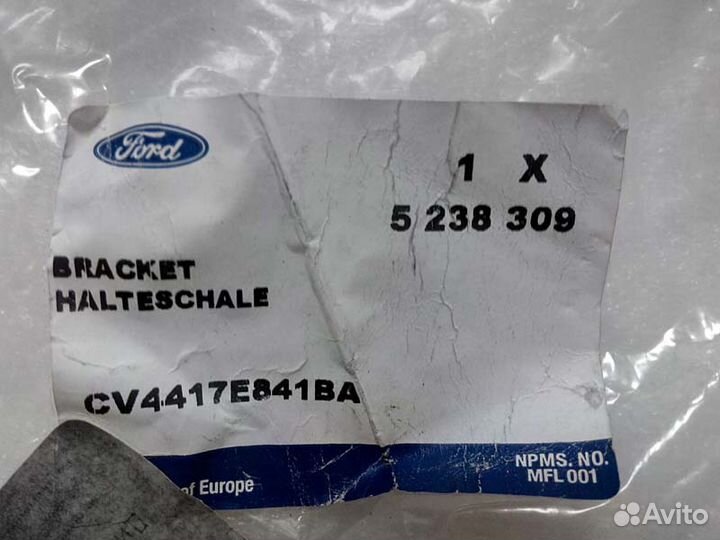 Ford
1 X
5 238 309
BRACKET
HALTESCHALE
CV4417E841BA
of Europe
NPMS. NO.
MFL 001
Avito